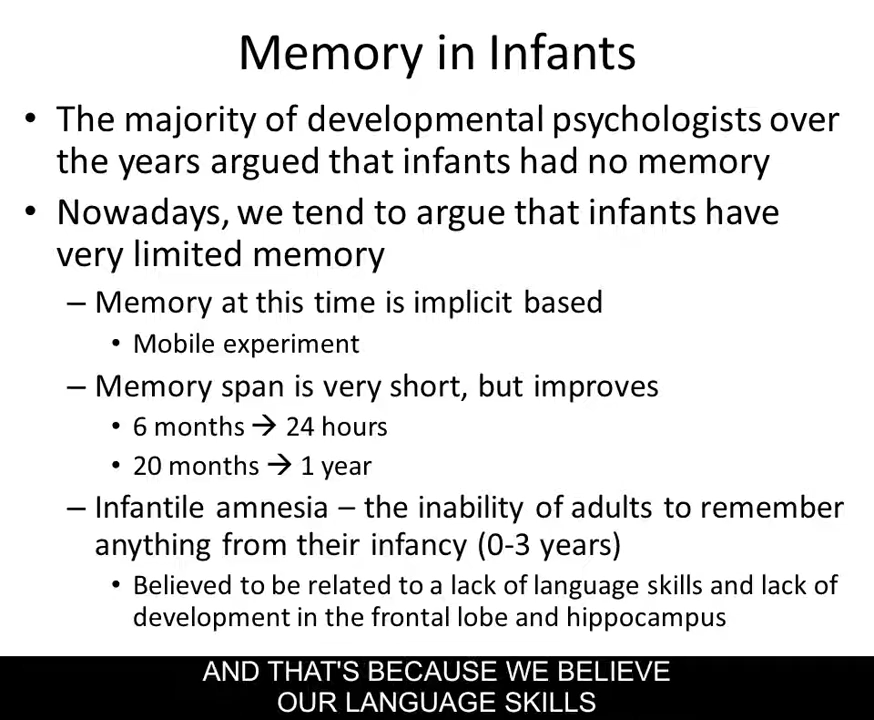 Memory in Infants
• The majority of developmental psychologists over
the years argued that infants had no memory
• Nowadays, we tend to argue that infants have
very limited memory
– Memory at this time is implicit based
• Mobile experiment
– Memory span is very short, but improves
• 6 months → 24 hours
• 20 months → 1 year
– Infantile amnesia – the inability of adults to remember
anything from their infancy (0-3 years)
• Believed to be related to a lack of language skills and lack of
development in the frontal lobe and hippocampus
AND THAT'S BECAUSE WE BELIEVE
OUR LANGUAGE SKILLS